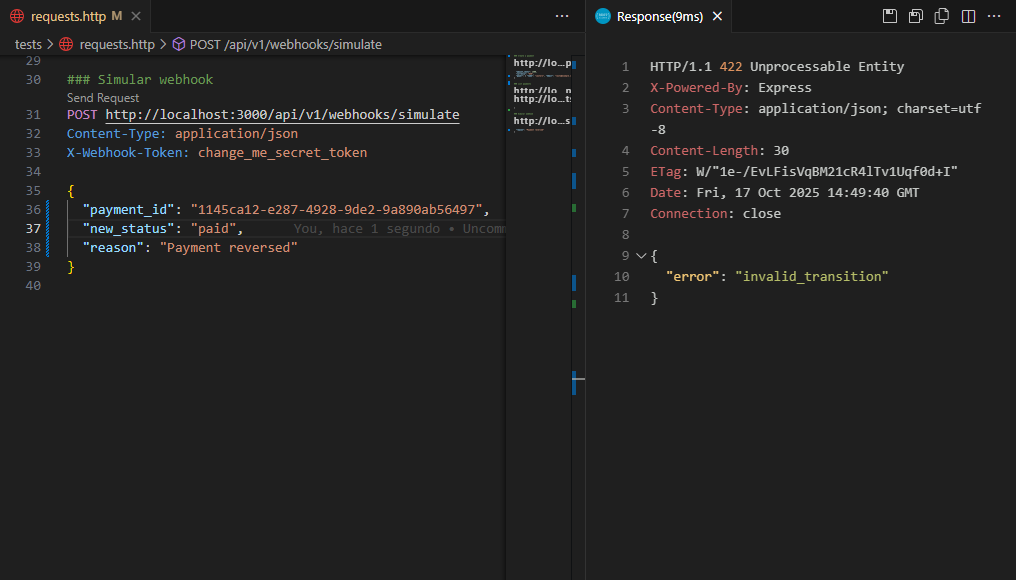 requests.http M
tests > requests.http > POST /api/v1/webhooks/simulate
29
30 ### Simular webhook
Send Request
31 POST http://localhost:3000/api/v1/webhooks/simulate
32 Content-Type: application/json
33 X-Webhook-Token: change_me_secret_token
34
35 {
36 "payment_id": "1145ca12-e287-4928-9de2-9a890ab56497",
37 "new_status": "paid", You, hace 1 segundo • Uncomm
38 "reason": "Payment reversed"
39 }
40
http://lo…p
http://lo…
http://lo…t
http://lo…s
Response(9ms)
1 HTTP/1.1 422 Unprocessable Entity
2 X-Powered-By: Express
3 Content-Type: application/json; charset=utf
-8
4 Content-Length: 30
5 ETag: W/"1e-/EvLFisVqBM21cR4lTv1Uqf0d+I"
6 Date: Fri, 17 Oct 2025 14:49:40 GMT
7 Connection: close
8
9 {
10 "error": "invalid_transition"
11 }